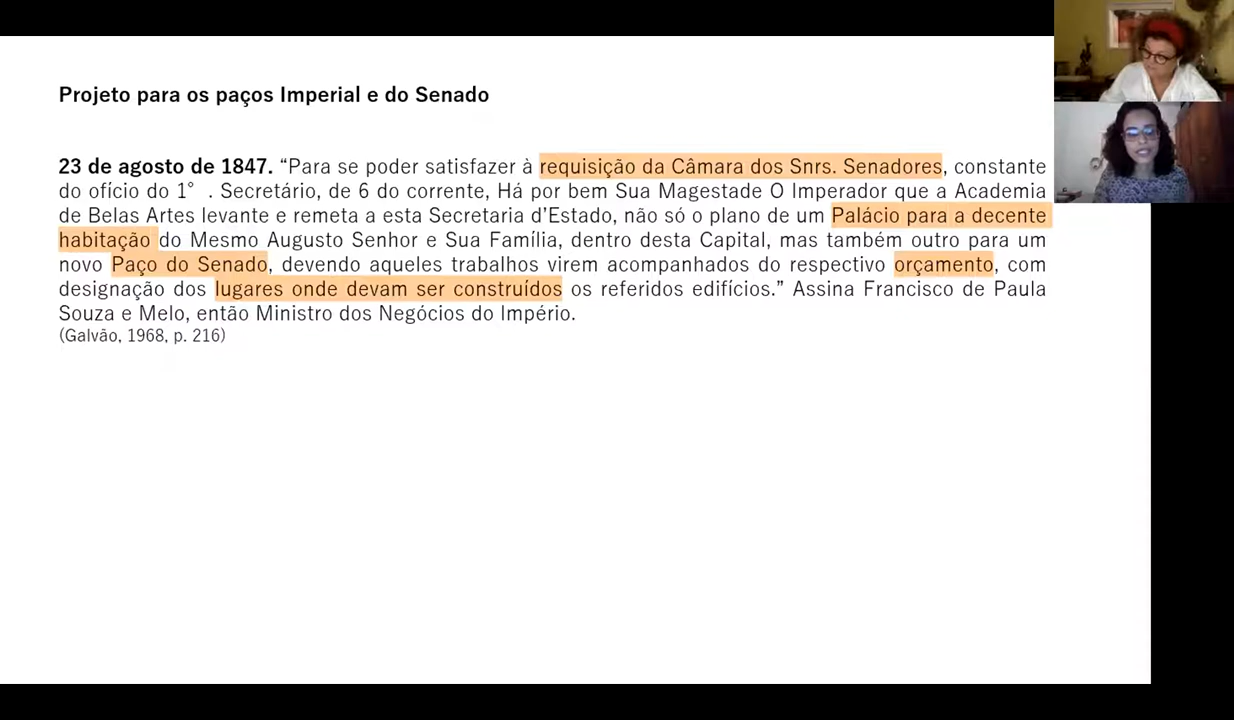 Projeto para os paços Imperial e do Senado
23 de agosto de 1847. “Para se poder satisfazer à requisição da Câmara dos Snrs. Senadores, constante
do ofício do 1° . Secretário, de 6 do corrente, Há por bem Sua Magestade O Imperador que a Academia
de Belas Artes levante e remeta a esta Secretaria d'Estado, não só o plano de um Palácio para a decente
habitação do Mesmo Augusto Senhor e Sua Família, dentro desta Capital, mas também outro para um
novo Paço do Senado, devendo aqueles trabalhos virem acompanhados do respectivo orçamento, com
designação dos lugares onde devam ser construídos os referidos edifícios.” Assina Francisco de Paula
Souza e Melo, então Ministro dos Negócios do Império.
(Galvão, 1968, p. 216)